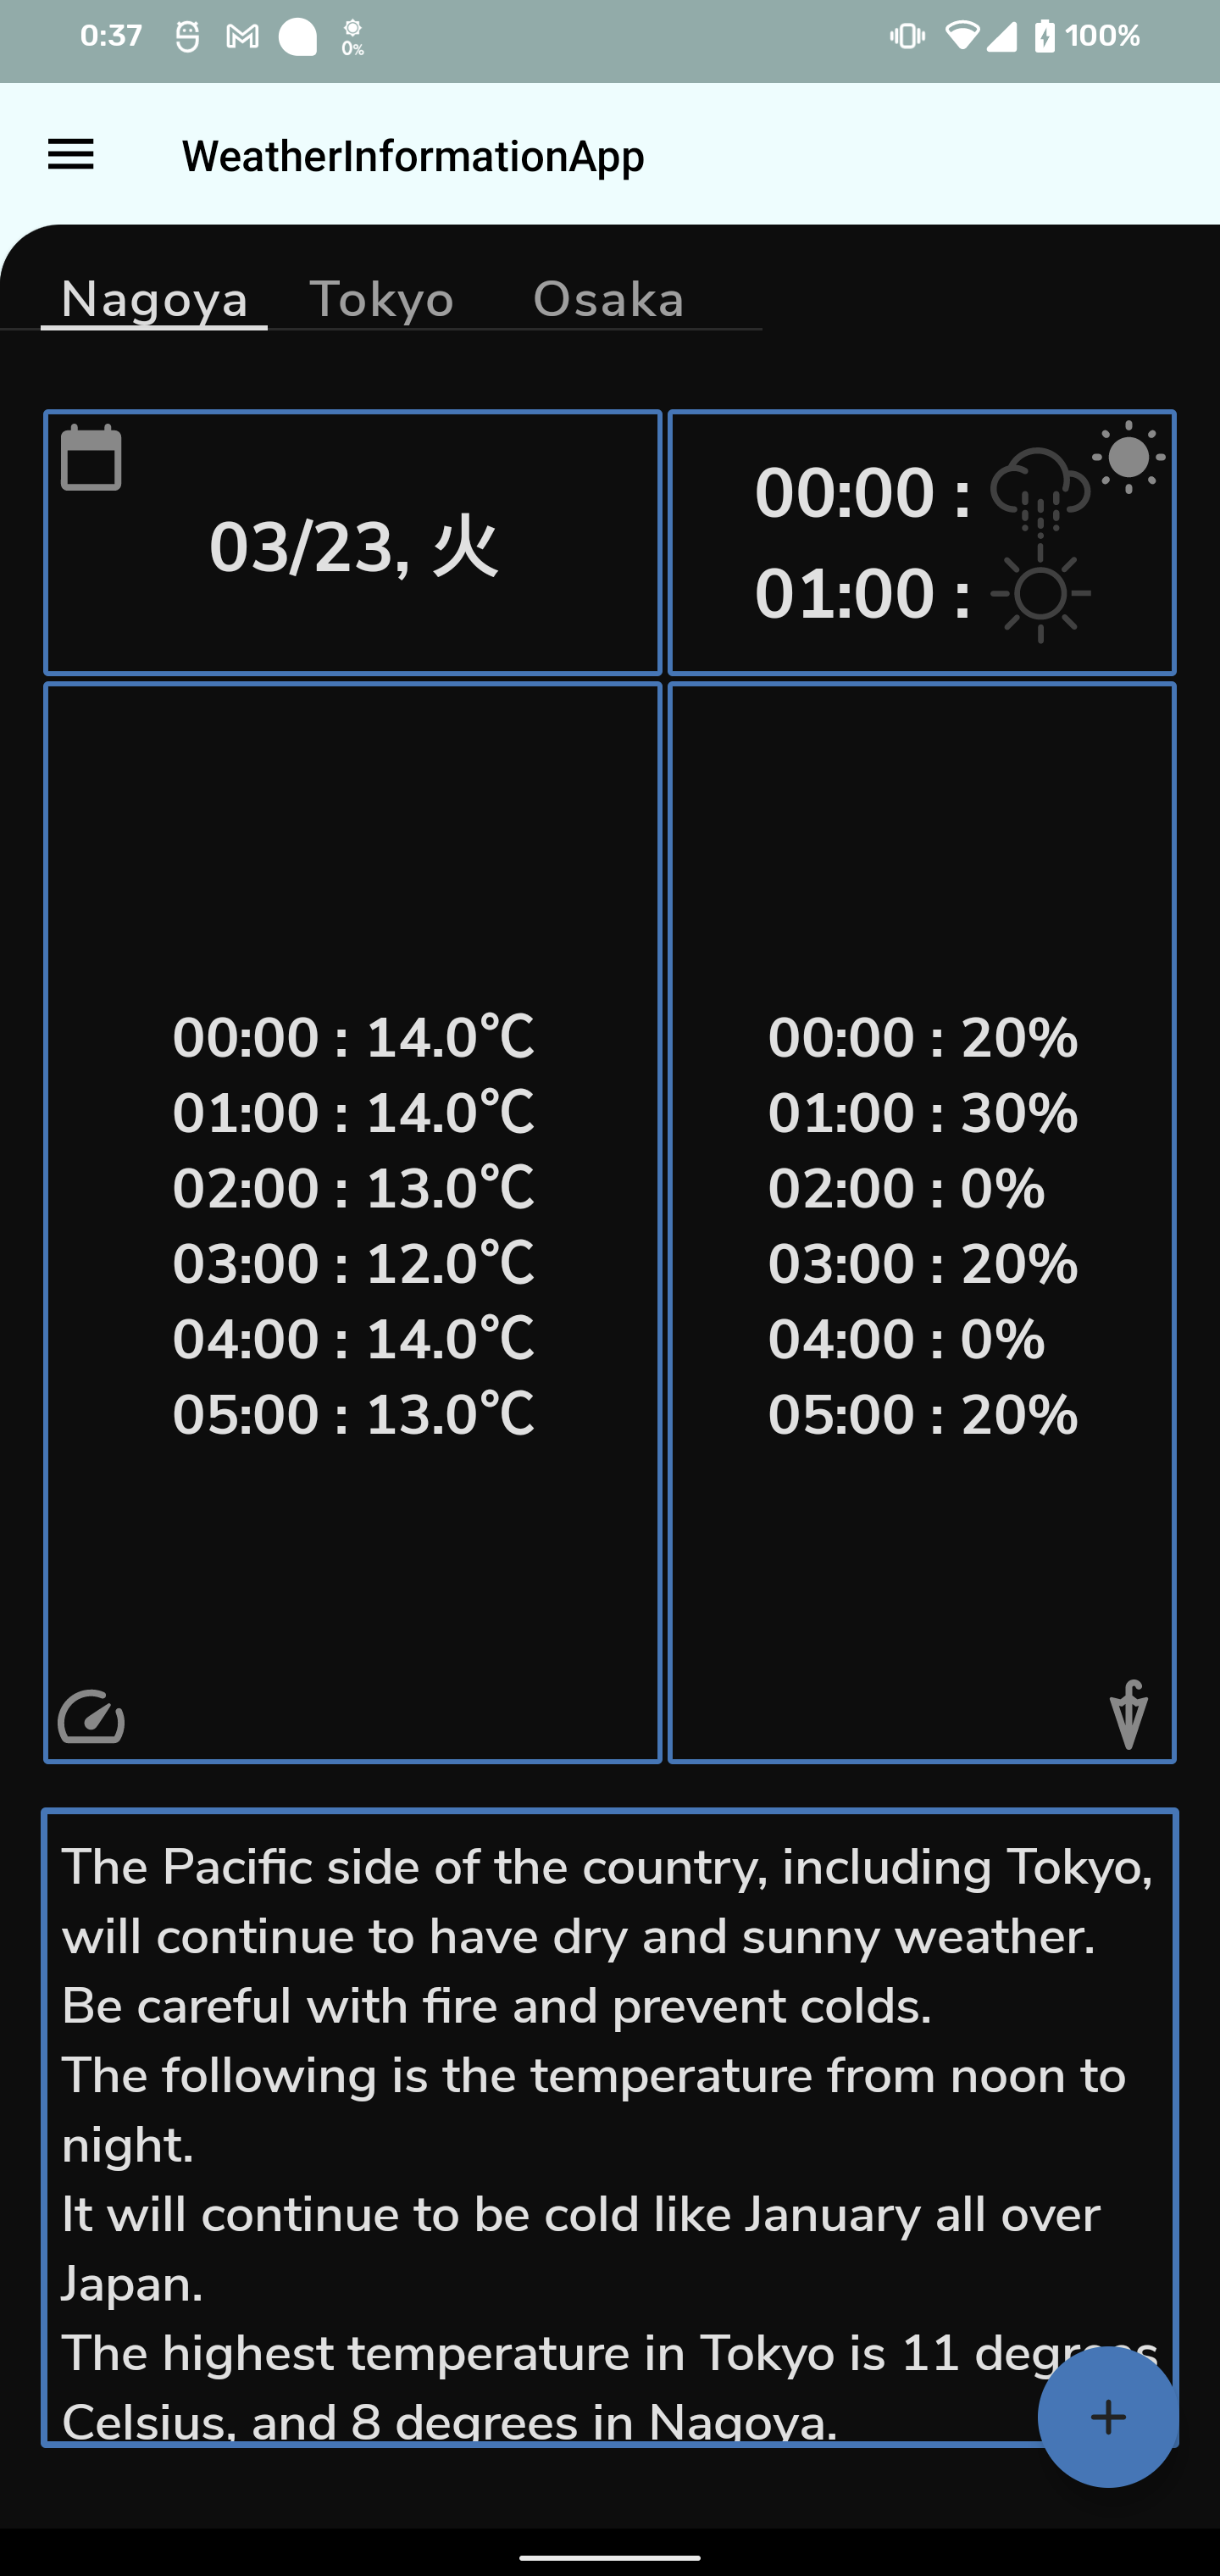 0:37
0%
100%
WeatherInformationApp
Nagoya Tokyo Osaka
03/23, 火
00:00 :
01:00 :
00:00 : 14.0℃
01:00 : 14.0℃
02:00 : 13.0℃
03:00 : 12.0℃
04:00 : 14.0℃
05:00 : 13.0℃
00:00 : 20%
01:00 : 30%
02:00 : 0%
03:00 : 20%
04:00 : 0%
05:00 : 20%
The Pacific side of the country, including Tokyo,
will continue to have dry and sunny weather.
Be careful with fire and prevent colds.
The following is the temperature from noon to
night.
It will continue to be cold like January all over
Japan.
The highest temperature in Tokyo is 11 degrees
Celsius, and 8 degrees in Nagoya.